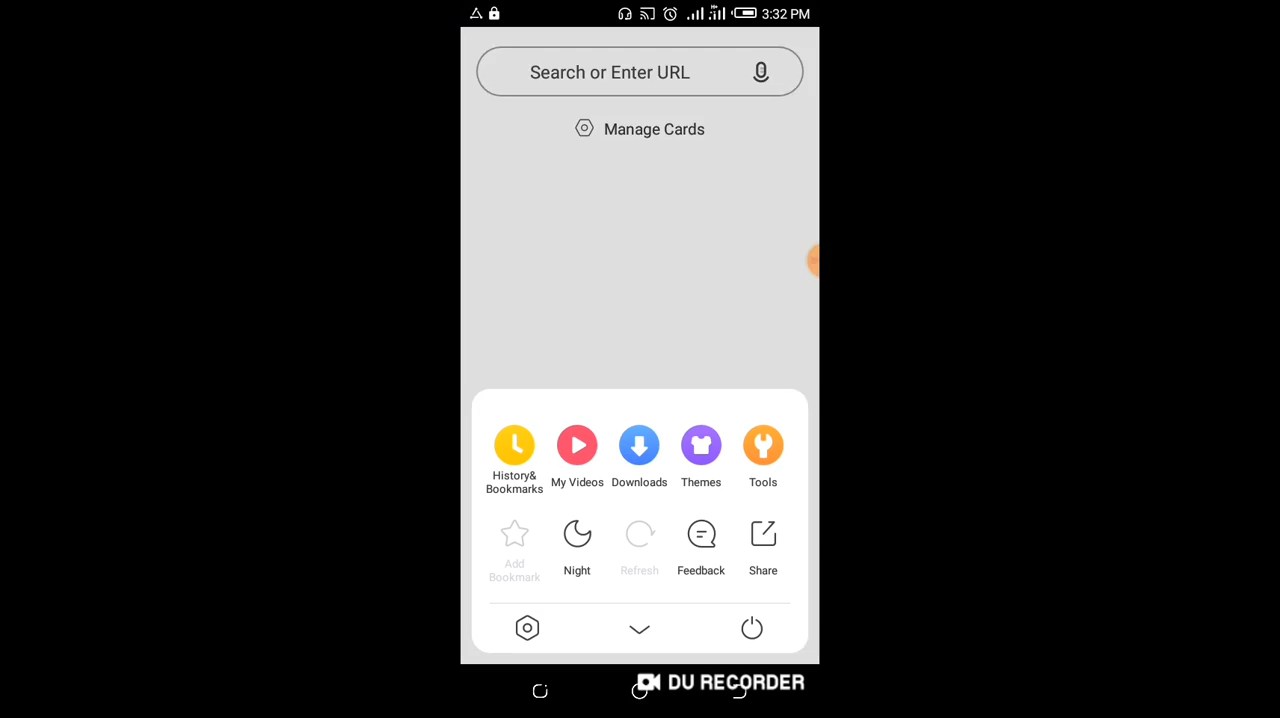 3:32 PM
Search or Enter URL
Manage Cards
History&
Bookmarks
My Videos
Downloads
Themes
Tools
Add
Bookmark
Night
Refresh
Feedback
Share
DU RECORDER